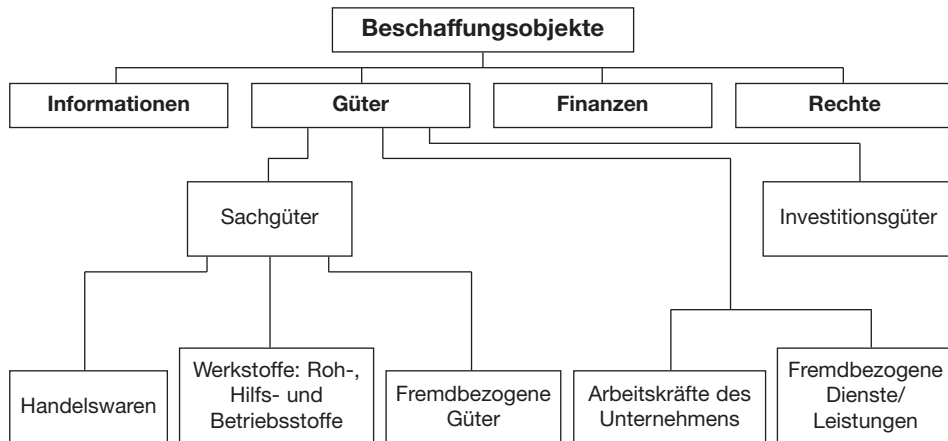 Beschaffungsobjekte
Informationen
Güter
Finanzen
Rechte
Sachgüter
Investitionsgüter
Handelswaren
Werkstoffe: Roh-,
Hilfs- und
Betriebsstoffe
Fremdbezogene
Güter
Arbeitskräfte des
Unternehmens
Fremdbezogene
Dienste/
Leistungen